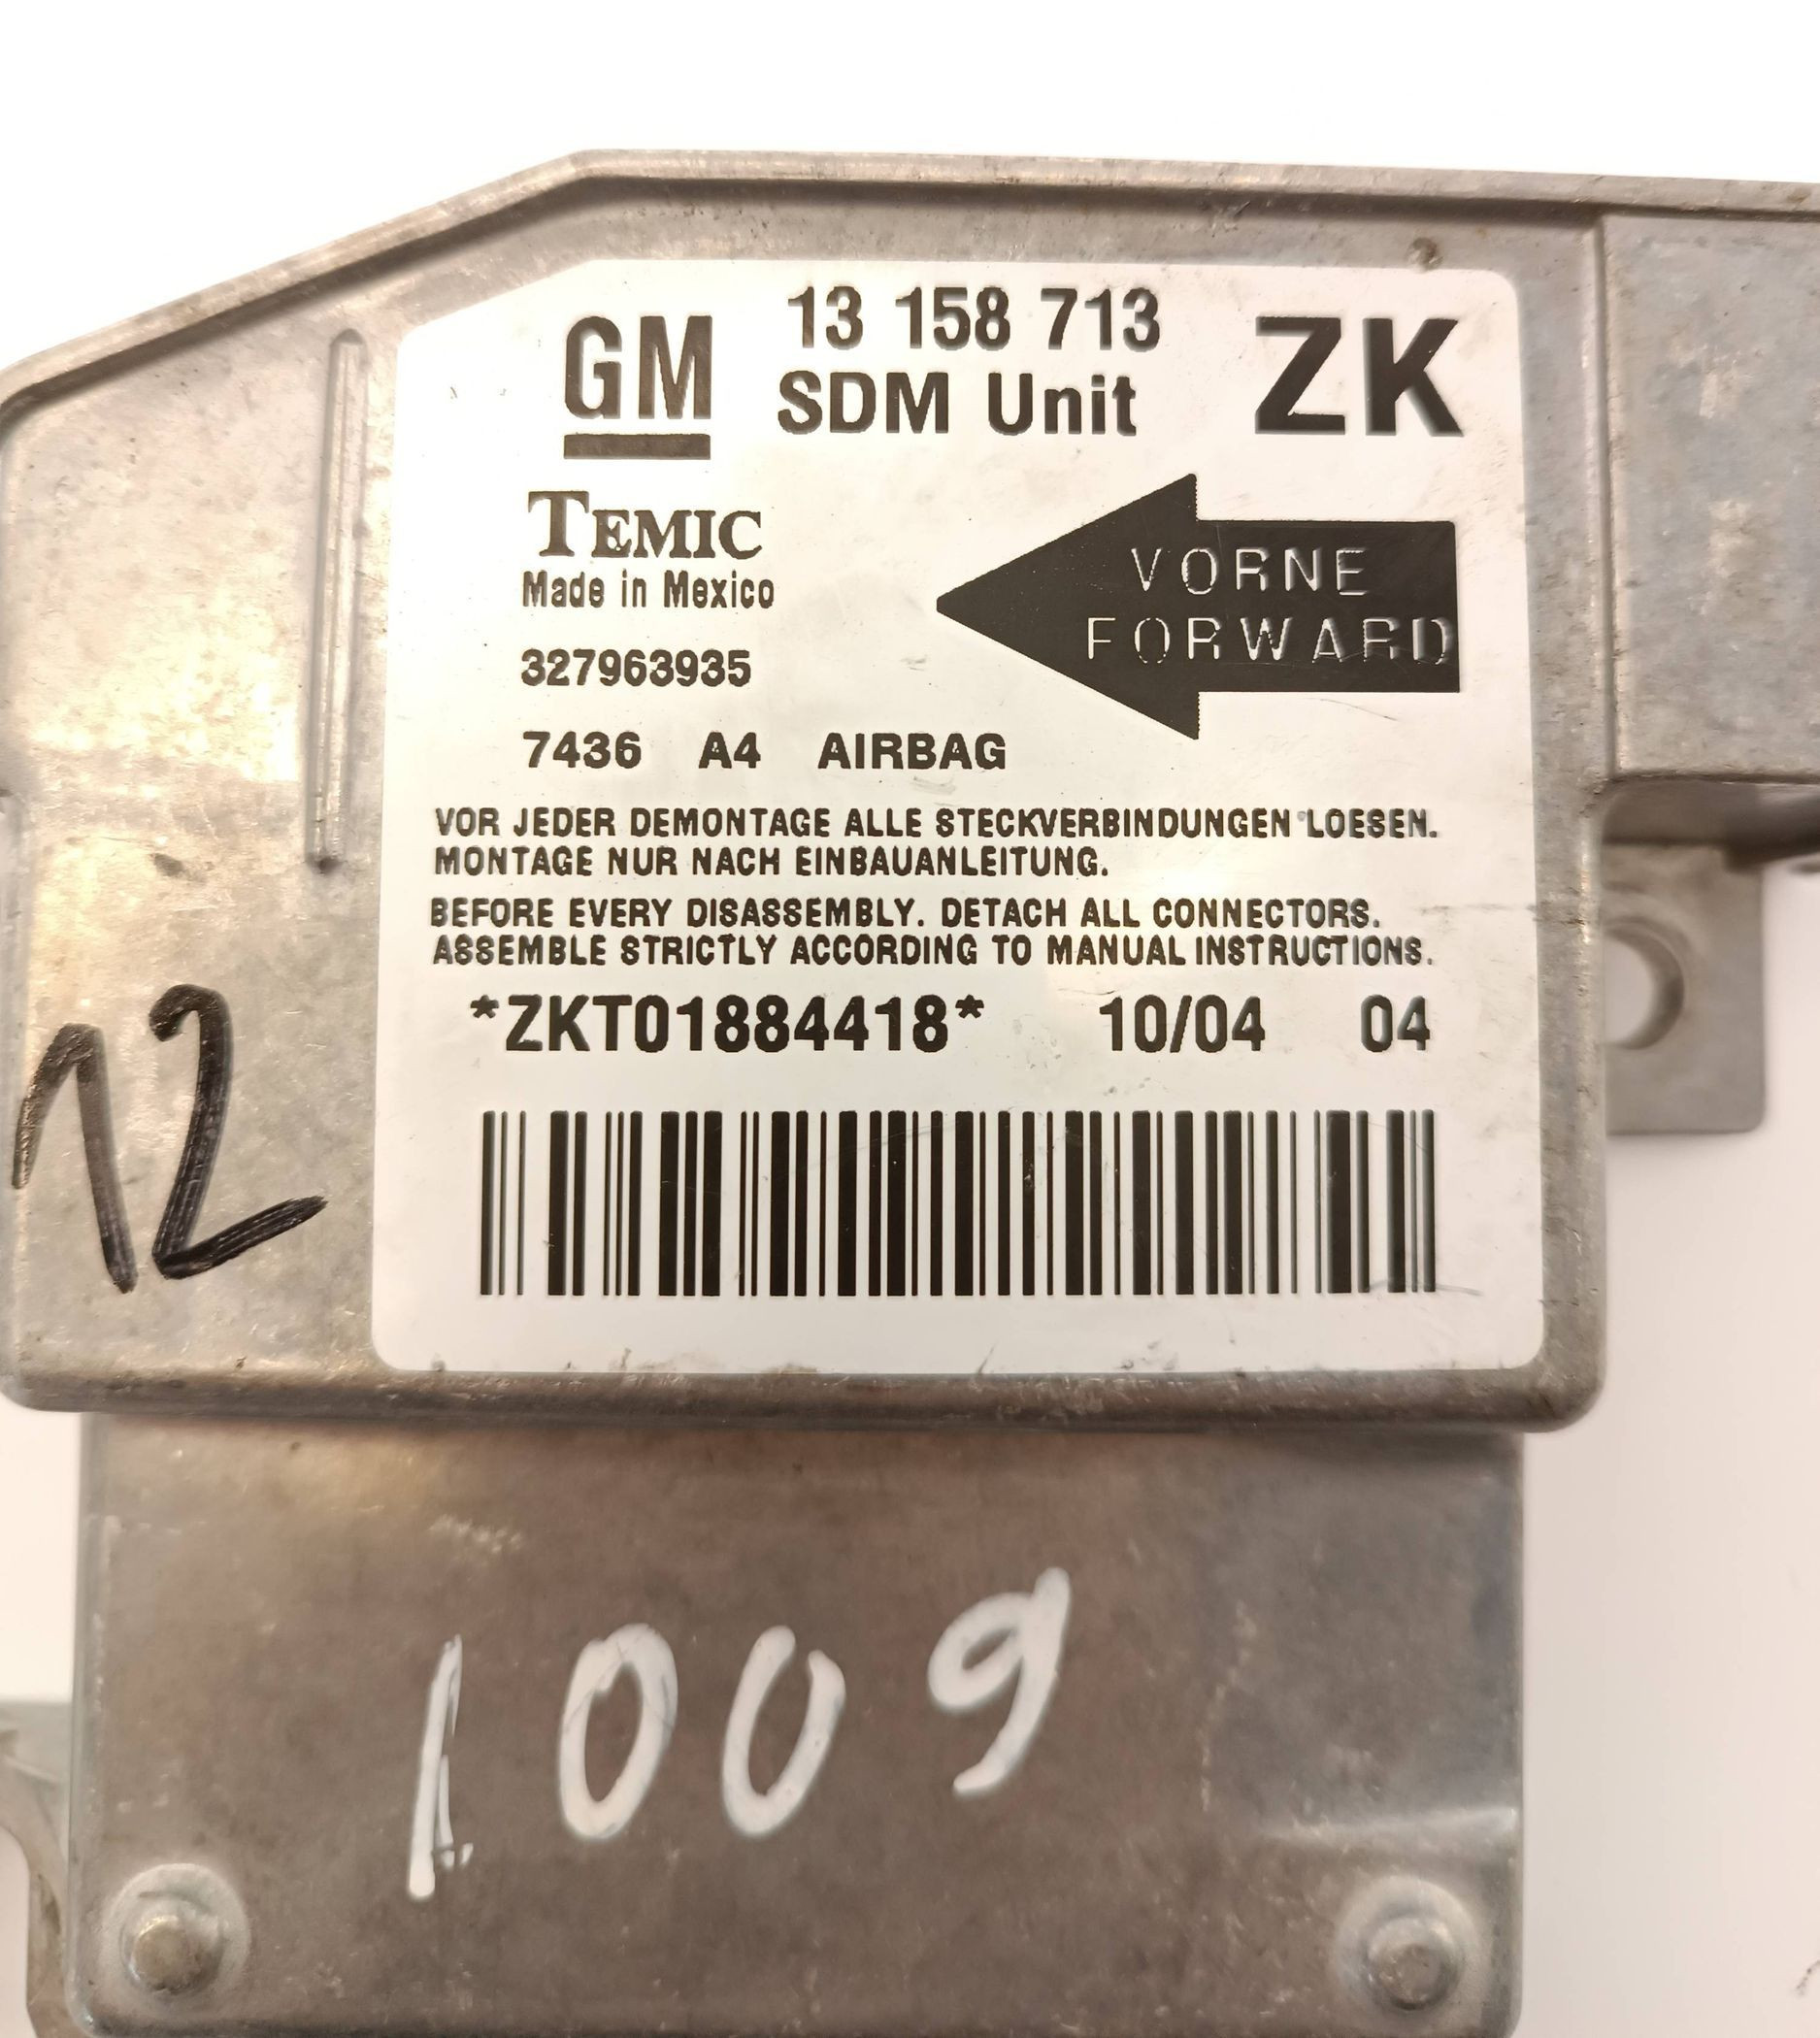 GM
13 158 713
SDM Unit
ZK
TEMIC
Made in Mexico
VORNE
FORWARD
327963935
7436 A4 AIRBAG
VOR JEDER DEMONTAGE ALLE STECKVERBINDUNGEN LOESEN.
MONTAGE NUR NACH EINBAUANLEITUNG.
BEFORE EVERY DISASSEMBLY. DETACH ALL CONNECTORS.
ASSEMBLE STRICTLY ACCORDING TO MANUAL INSTRUCTIONS.
*ZKT01884418* 10/04 04
12
1009